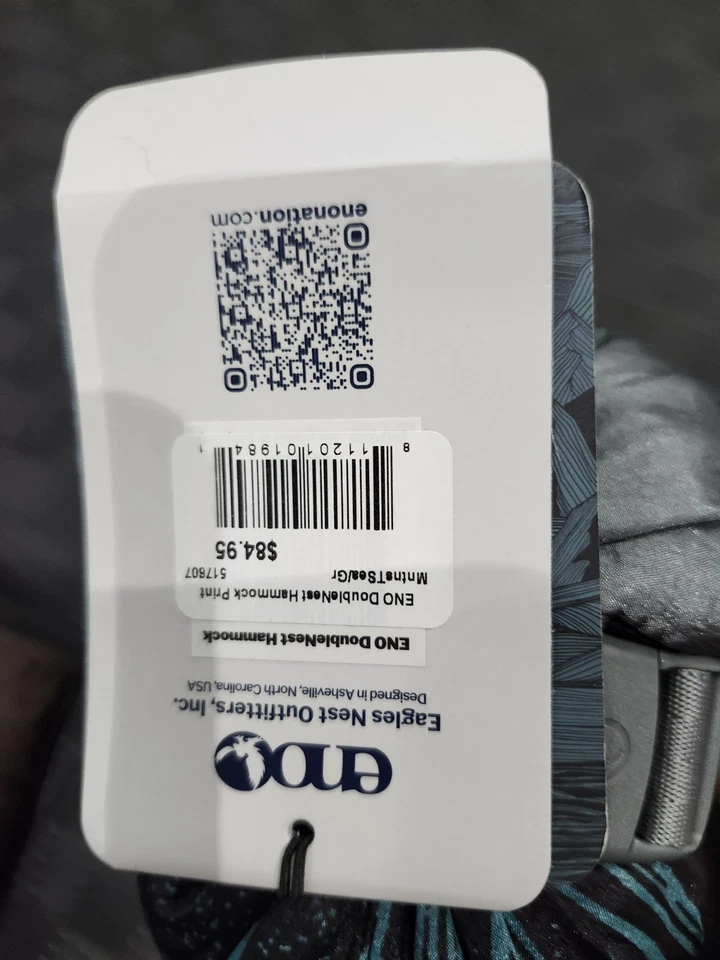 eno
Eagles Nest Outfitters, Inc.
Designed in Asheville, North Carolina, USA
ENO DoubleNest Hammock
ENO DoubleNest Hammock Print
MntnsTSea/Gr 517607
$84.95
8 11201 01984 1
enonation.com